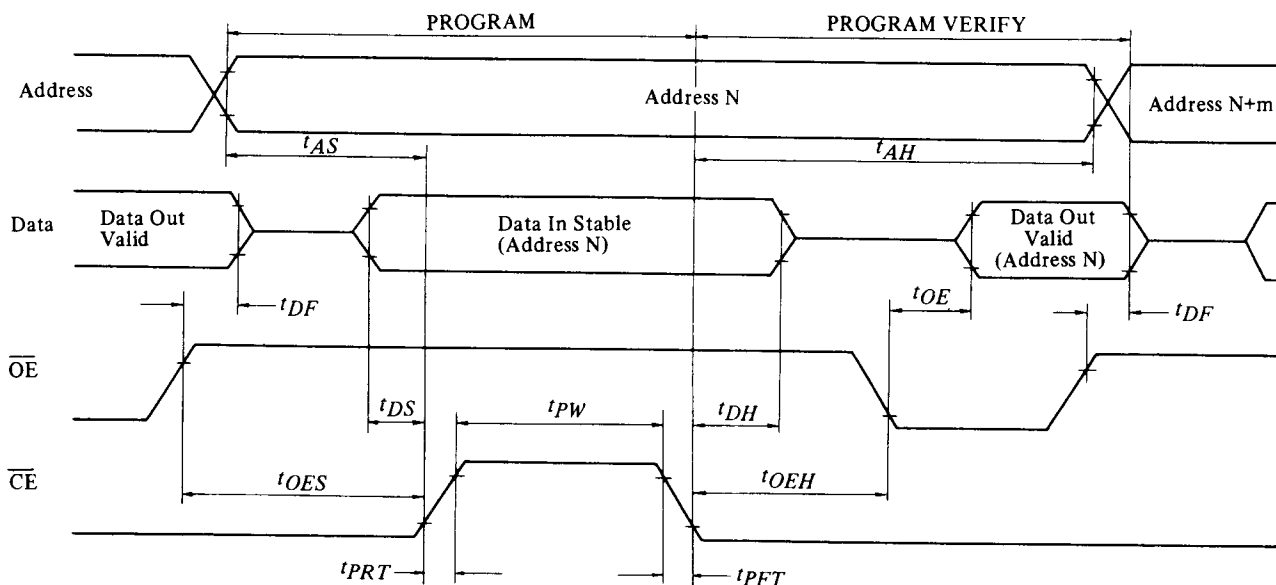 PROGRAM
PROGRAM VERIFY
Address
Address N
Address N+m
tAS
tAH
Data
Data Out
Valid
Data In Stable
(Address N)
Data Out
Valid
(Address N)
tDF
tOE
tDF
OE
tDS
tPW
tDH
CE
tOES
tOEH
tPRT
tPFT